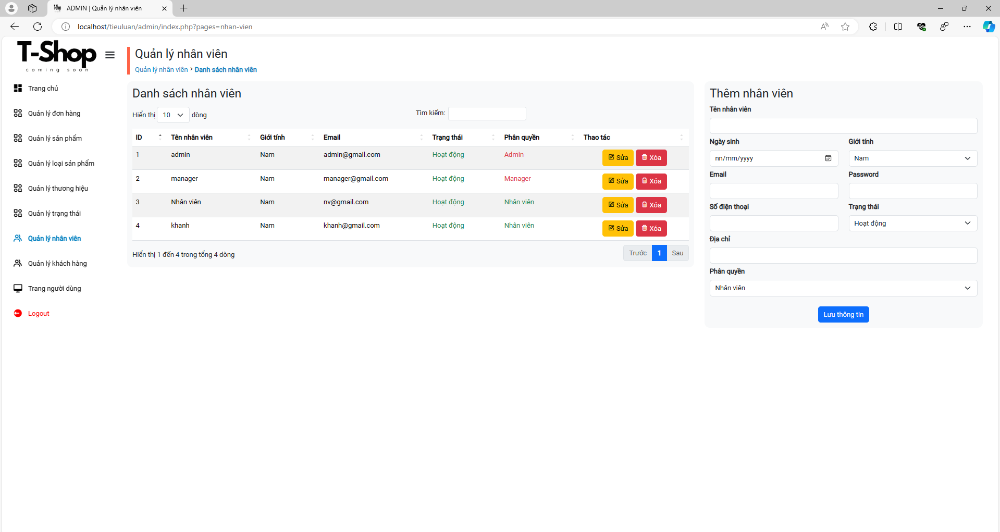 ADMIN | Quản lý nhân viên
localhost/tieuluan/admin/index.php?pages=nhan-vien
T-Shop
coming soon
Trang chủ
Quản lý đơn hàng
Quản lý sản phẩm
Quản lý loại sản phẩm
Quản lý thương hiệu
Quản lý trạng thái
Quản lý nhân viên
Quản lý khách hàng
Trang người dùng
Logout
Quản lý nhân viên
Quản lý nhân viên › Danh sách nhân viên
Danh sách nhân viên
Hiển thị 10 dòng
Tìm kiếm:
ID Tên nhân viên Giới tính Email Trạng thái Phân quyền Thao tác
1 admin Nam admin@gmail.com Hoạt động Admin Sửa Xóa
2 manager Nam manager@gmail.com Hoạt động Manager Sửa Xóa
3 Nhân viên Nam nv@gmail.com Hoạt động Nhân viên Sửa Xóa
4 khanh Nam khanh@gmail.com Hoạt động Nhân viên Sửa Xóa
Hiển thị 1 đến 4 trong tổng 4 dòng
Trước 1 Sau
Thêm nhân viên
Tên nhân viên
Ngày sinh Giới tính
nn/mm/yyyy Nam
Email Password
Số điện thoại Trạng thái
Hoạt động
Địa chỉ
Phân quyền
Nhân viên
Lưu thông tin